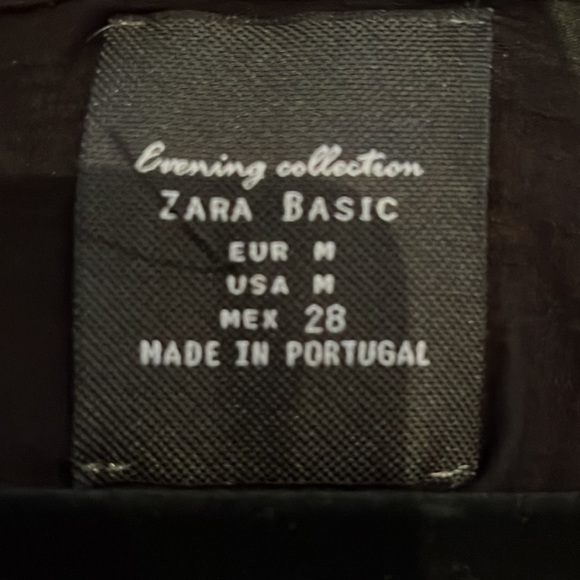 Evening collection
ZARA BASIC
EUR M
USA M
MEX 28
MADE IN PORTUGAL